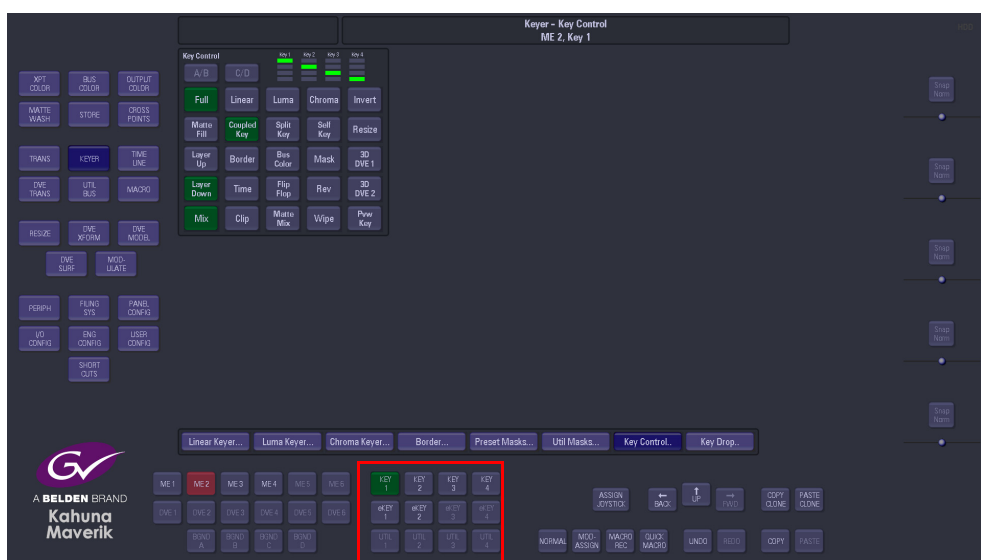 Keyer - Key Control
ME 2, Key 1
Key Control
Key 1 Key 2 Key 3 Key 4
A/B C/D
Full Linear Luma Chroma Invert
Matte Fill Coupled Key Split Key Self Key Resize
Layer Up Border Bus Color Mask 3D DVE 1
Layer Down Time Flip Flop Rev 3D DVE 2
Mix Clip Matte Mix Wipe Pvw Key
XPT COLOR BUS COLOR OUTPUT COLOR
MATTE WASH STORE CROSS POINTS
TRANS KEYER TIME LINE
DVE TRANS UTIL BUS MACRO
RESIZE DVE XFORM DVE MODEL
DVE SURF MOD- ULATE
PERIPH FILING SYS PANEL CONFIG
I/O CONFIG ENG CONFIG USER CONFIG
SHORT CUTS
Snap Norm
Snap Norm
Snap Norm
Snap Norm
Snap Norm
Linear Keyer... Luma Keyer... Chroma Keyer... Border... Preset Masks... Util Masks... Key Control.. Key Drop..
GV
A BELDEN BRAND
Kahuna
Maverik
ME 1 ME 2 ME 3 ME 4 ME 5 ME 6
DVE 1 DVE 2 DVE 3 DVE 4 DVE 5 DVE 6
BGND A BGND B BGND C BGND D
KEY 1 KEY 2 KEY 3 KEY 4
eKEY 1 eKEY 2 eKEY 3 eKEY 4
UTIL 1 UTIL 2 UTIL 3 UTIL 4
ASSIGN JOYSTICK BACK UP FWD COPY CLONE PASTE CLONE
NORMAL MOD- ASSIGN MACRO REC QUICK MACRO UNDO REDO COPY PASTE